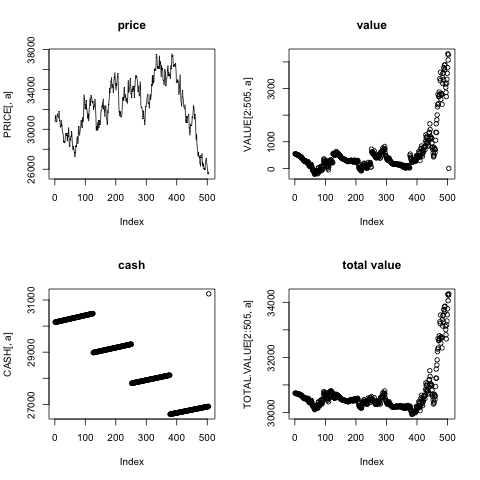 price
PRICE[, a]
26000 30000 34000 38000
0 100 200 300 400 500
Index
value
VALUE[2:505, a]
0 1000 3000
0 100 200 300 400 500
Index
cash
CASH[, a]
27000 29000 31000
0 100 200 300 400 500
Index
total value
TOTAL.VALUE[2:505, a]
30000 32000 34000
0 100 200 300 400 500
Index